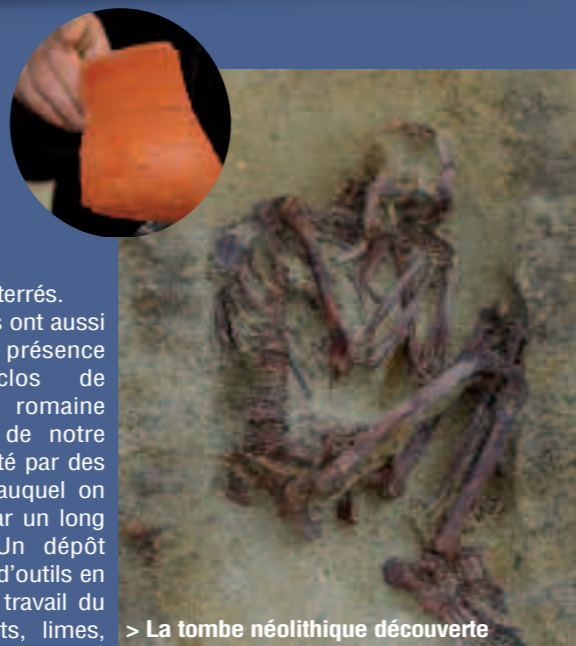 terrés.
s ont aussi
présence
clos de
romaine
de notre
té par des
auquel on
ar un long
Un dépôt
d'outils en
travail du
ts, limes,
> La tombe néolithique découverte